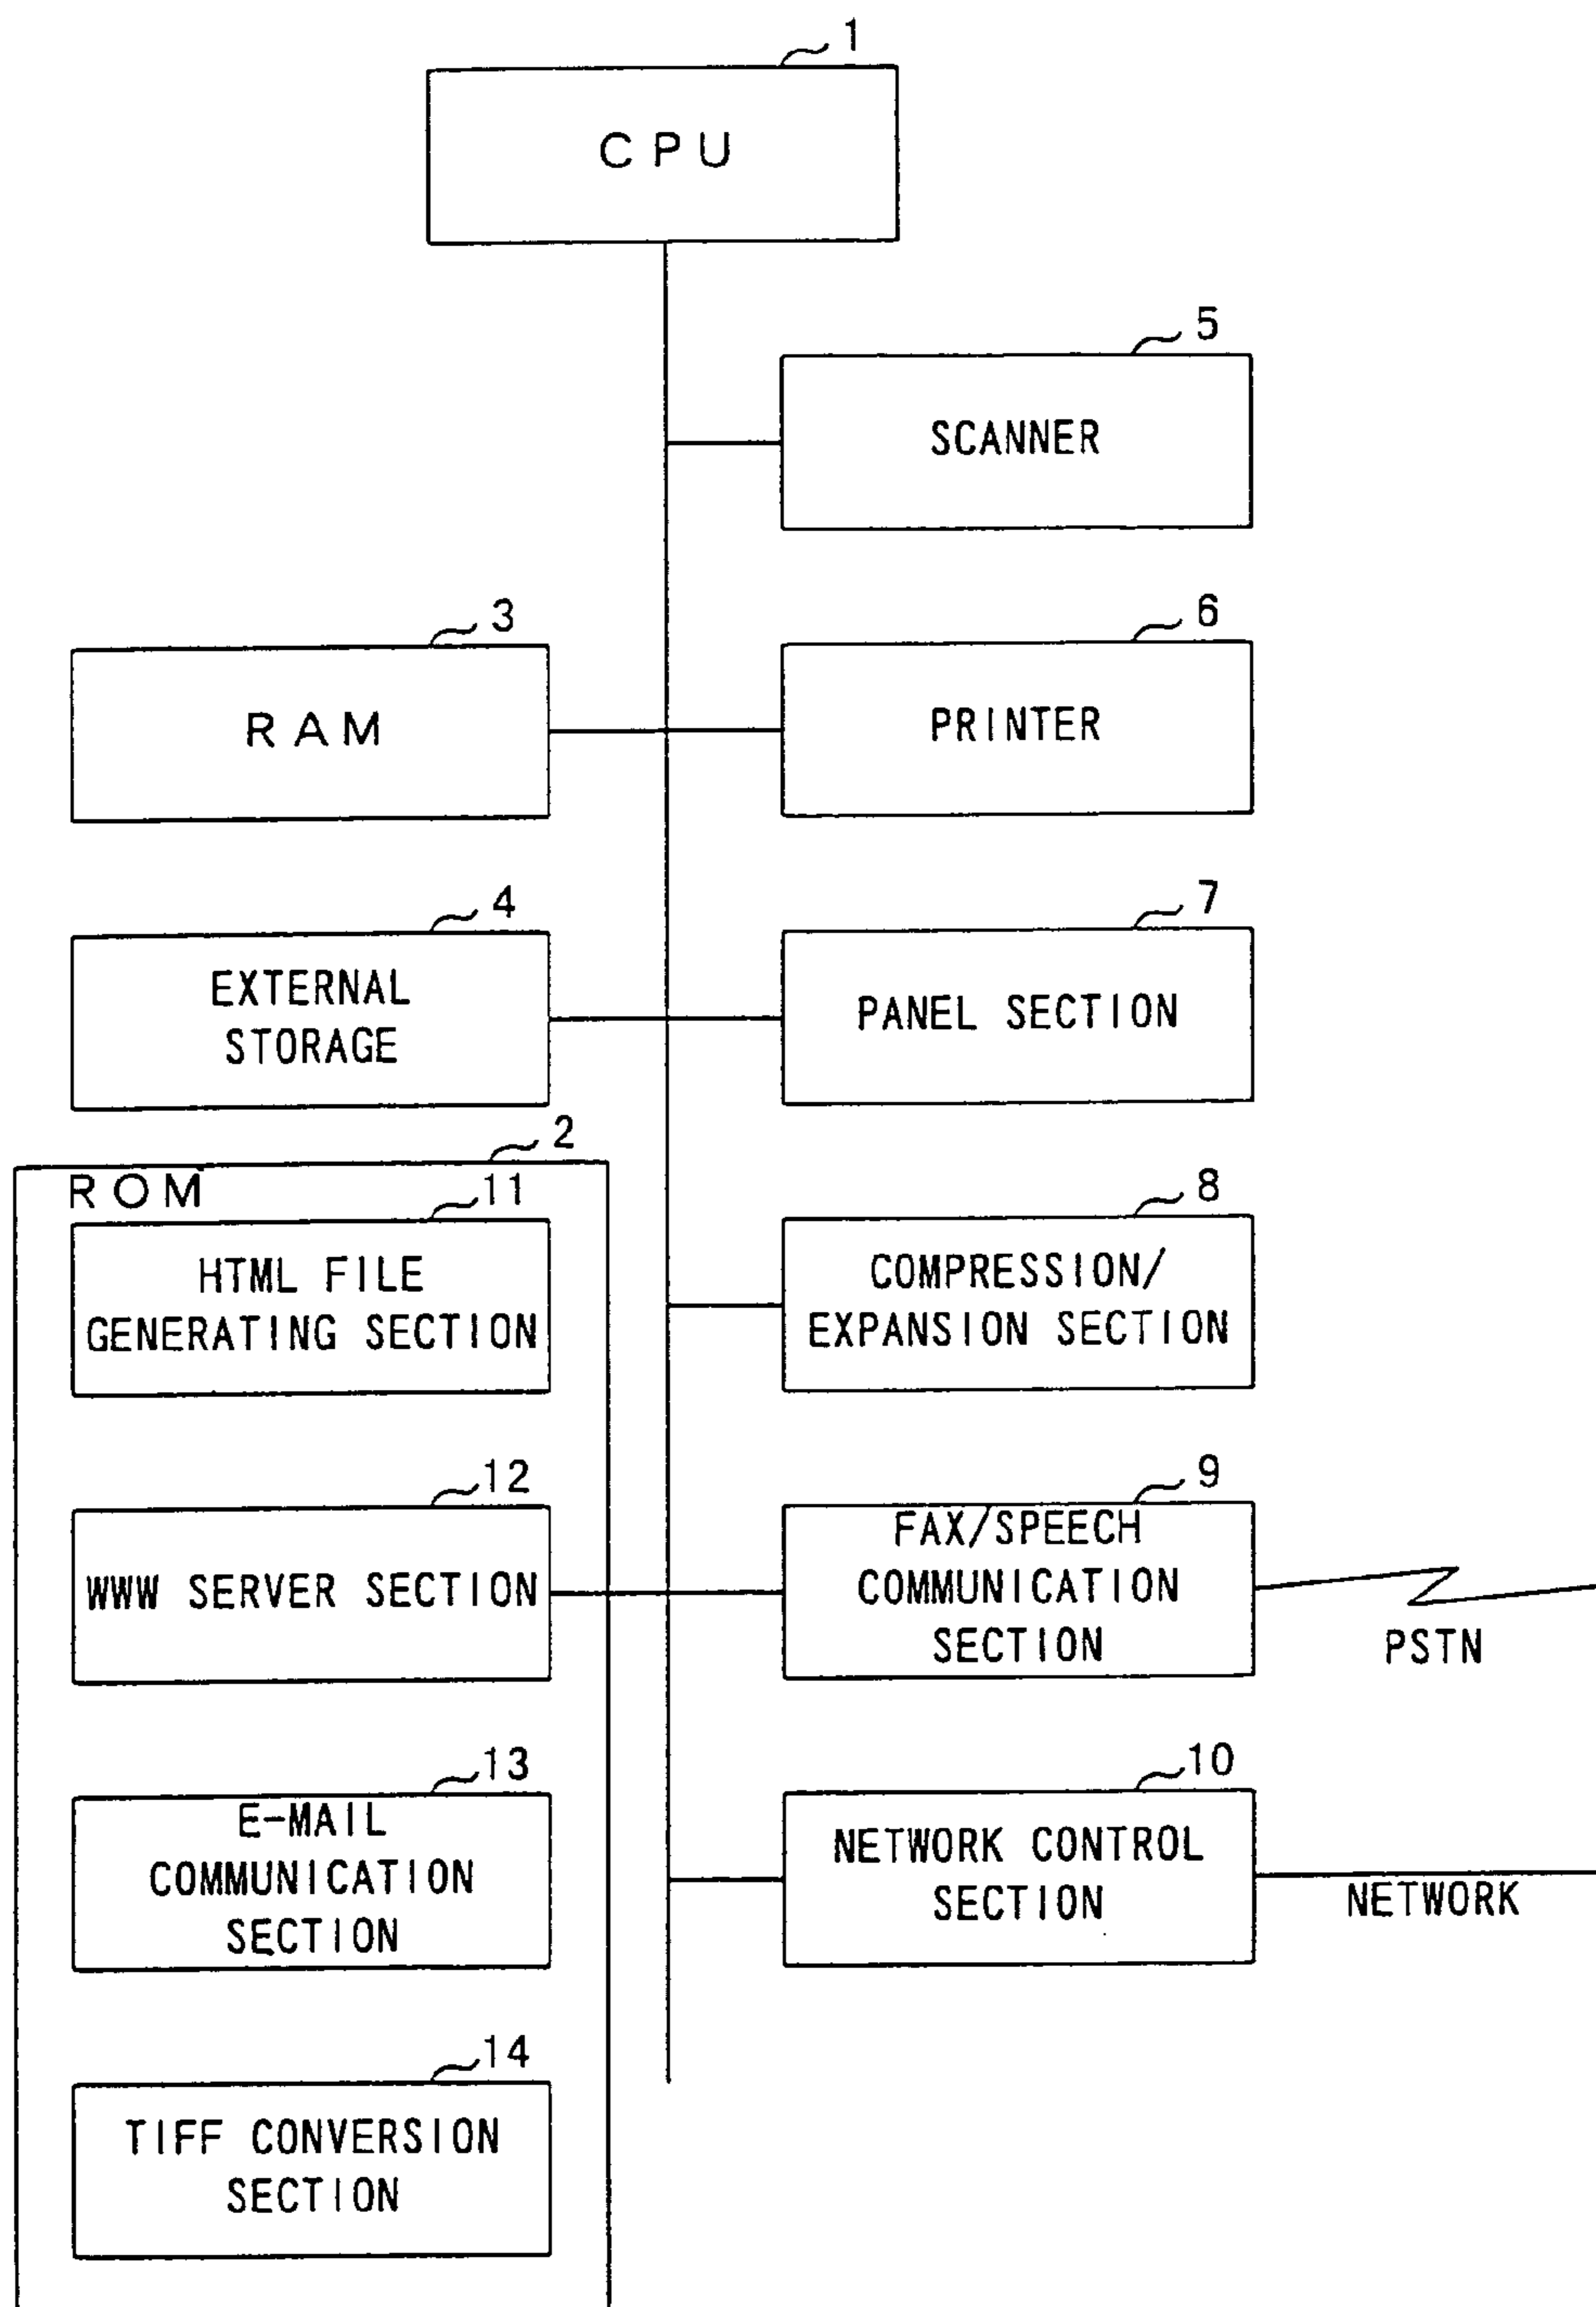 1
CPU
5
SCANNER
3
RAM
6
PRINTER
4
EXTERNAL
STORAGE
7
PANEL SECTION
2
ROM
11
HTML FILE
GENERATING SECTION
8
COMPRESSION/
EXPANSION SECTION
12
WWW SERVER SECTION
9
FAX/SPEECH
COMMUNICATION
SECTION
PSTN
13
E-MAIL
COMMUNICATION
SECTION
10
NETWORK CONTROL
SECTION
NETWORK
14
TIFF CONVERSION
SECTION